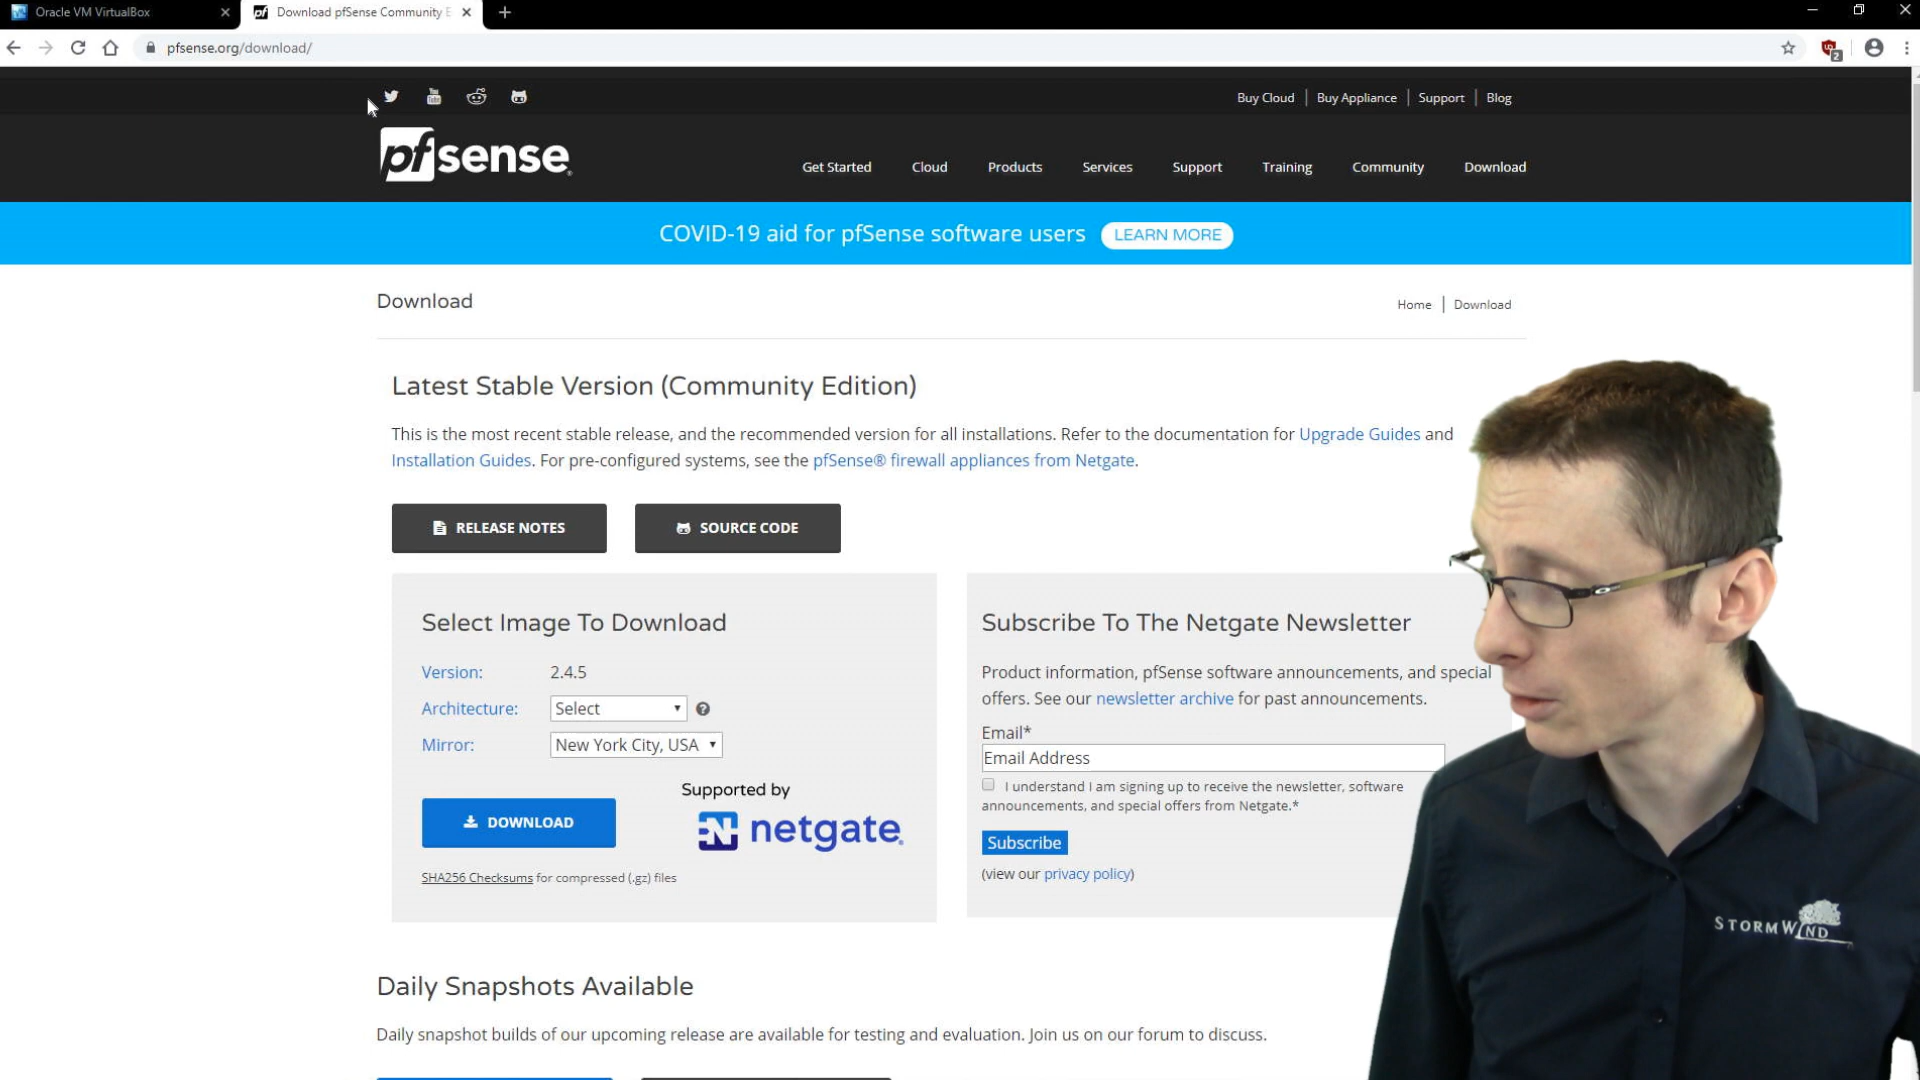 Oracle VM VirtualBox
Download pfSense Community E
pfsense.org/download/
2
Buy Cloud | Buy Appliance | Support | Blog
pfsense
Get Started Cloud Products Services Support Training Community Download
COVID-19 aid for pfSense software users LEARN MORE
Download
Home | Download
Latest Stable Version (Community Edition)
This is the most recent stable release, and the recommended version for all installations. Refer to the documentation for Upgrade Guides and
Installation Guides. For pre-configured systems, see the pfSense® firewall appliances from Netgate.
RELEASE NOTES
SOURCE CODE
Select Image To Download
Version: 2.4.5
Architecture: Select
Mirror: New York City, USA
Supported by
netgate
DOWNLOAD
SHA256 Checksums for compressed (.gz) files
Subscribe To The Netgate Newsletter
Product information, pfSense software announcements, and special
offers. See our newsletter archive for past announcements.
Email*
Email Address
I understand I am signing up to receive the newsletter, software
announcements, and special offers from Netgate.*
Subscribe
(view our privacy policy)
STORMWIND
Daily Snapshots Available
Daily snapshot builds of our upcoming release are available for testing and evaluation. Join us on our forum to discuss.